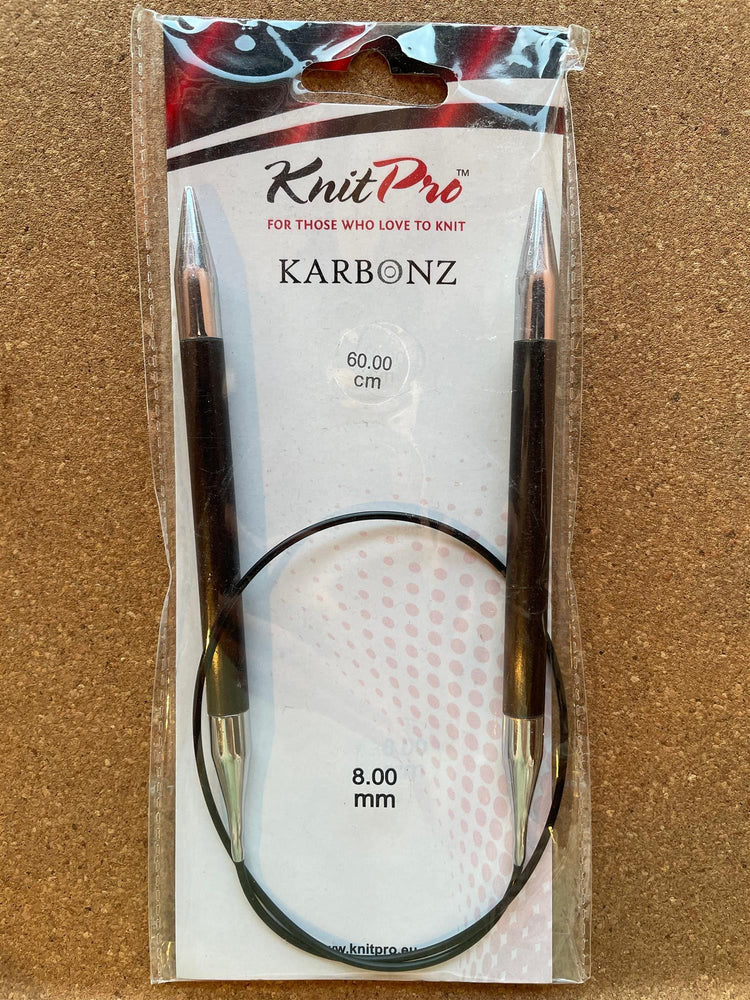 KnitPro™
FOR THOSE WHO LOVE TO KNIT
KARBONZ
60.00
cm
8.00
mm
www.knitpro.eu